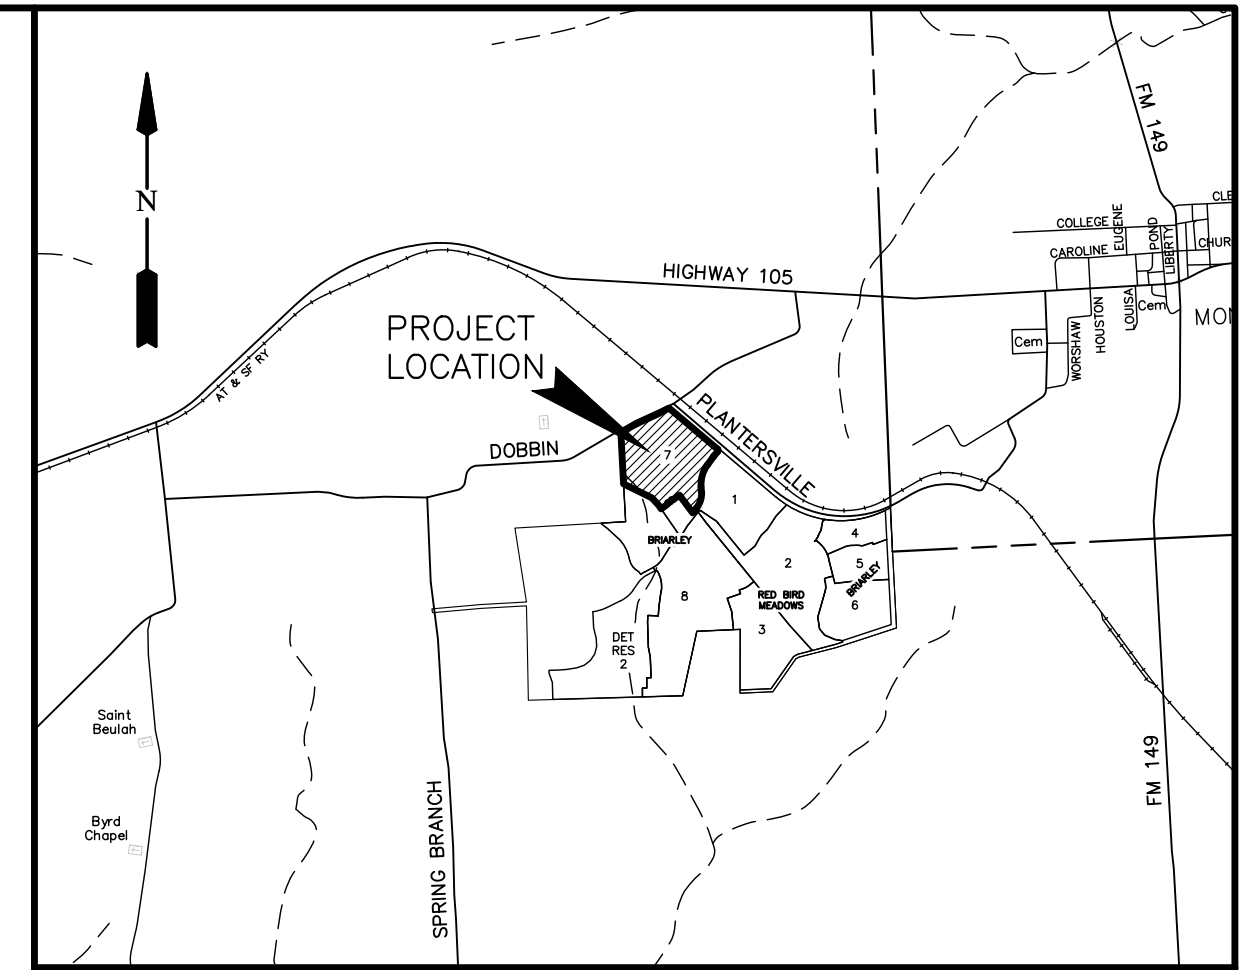 FM 149
N
CLE
COLLEGE
EUGENE
POND
LIBERTY
CHUR
CAROLINE
HIGHWAY 105
LOUISA
Cem
HOUSTON
MON
PROJECT
LOCATION
Cem
WORSHAW
AT & SF RY
PLANTERSVILLE
DOBBIN
7
1
4
BRIARLEY
2
5
BRIARLEY
8
RED BIRD
MEADOWS
6
3
DET
RES
2
Saint
Beulah
FM 149
Byrd
Chapel
SPRING BRANCH